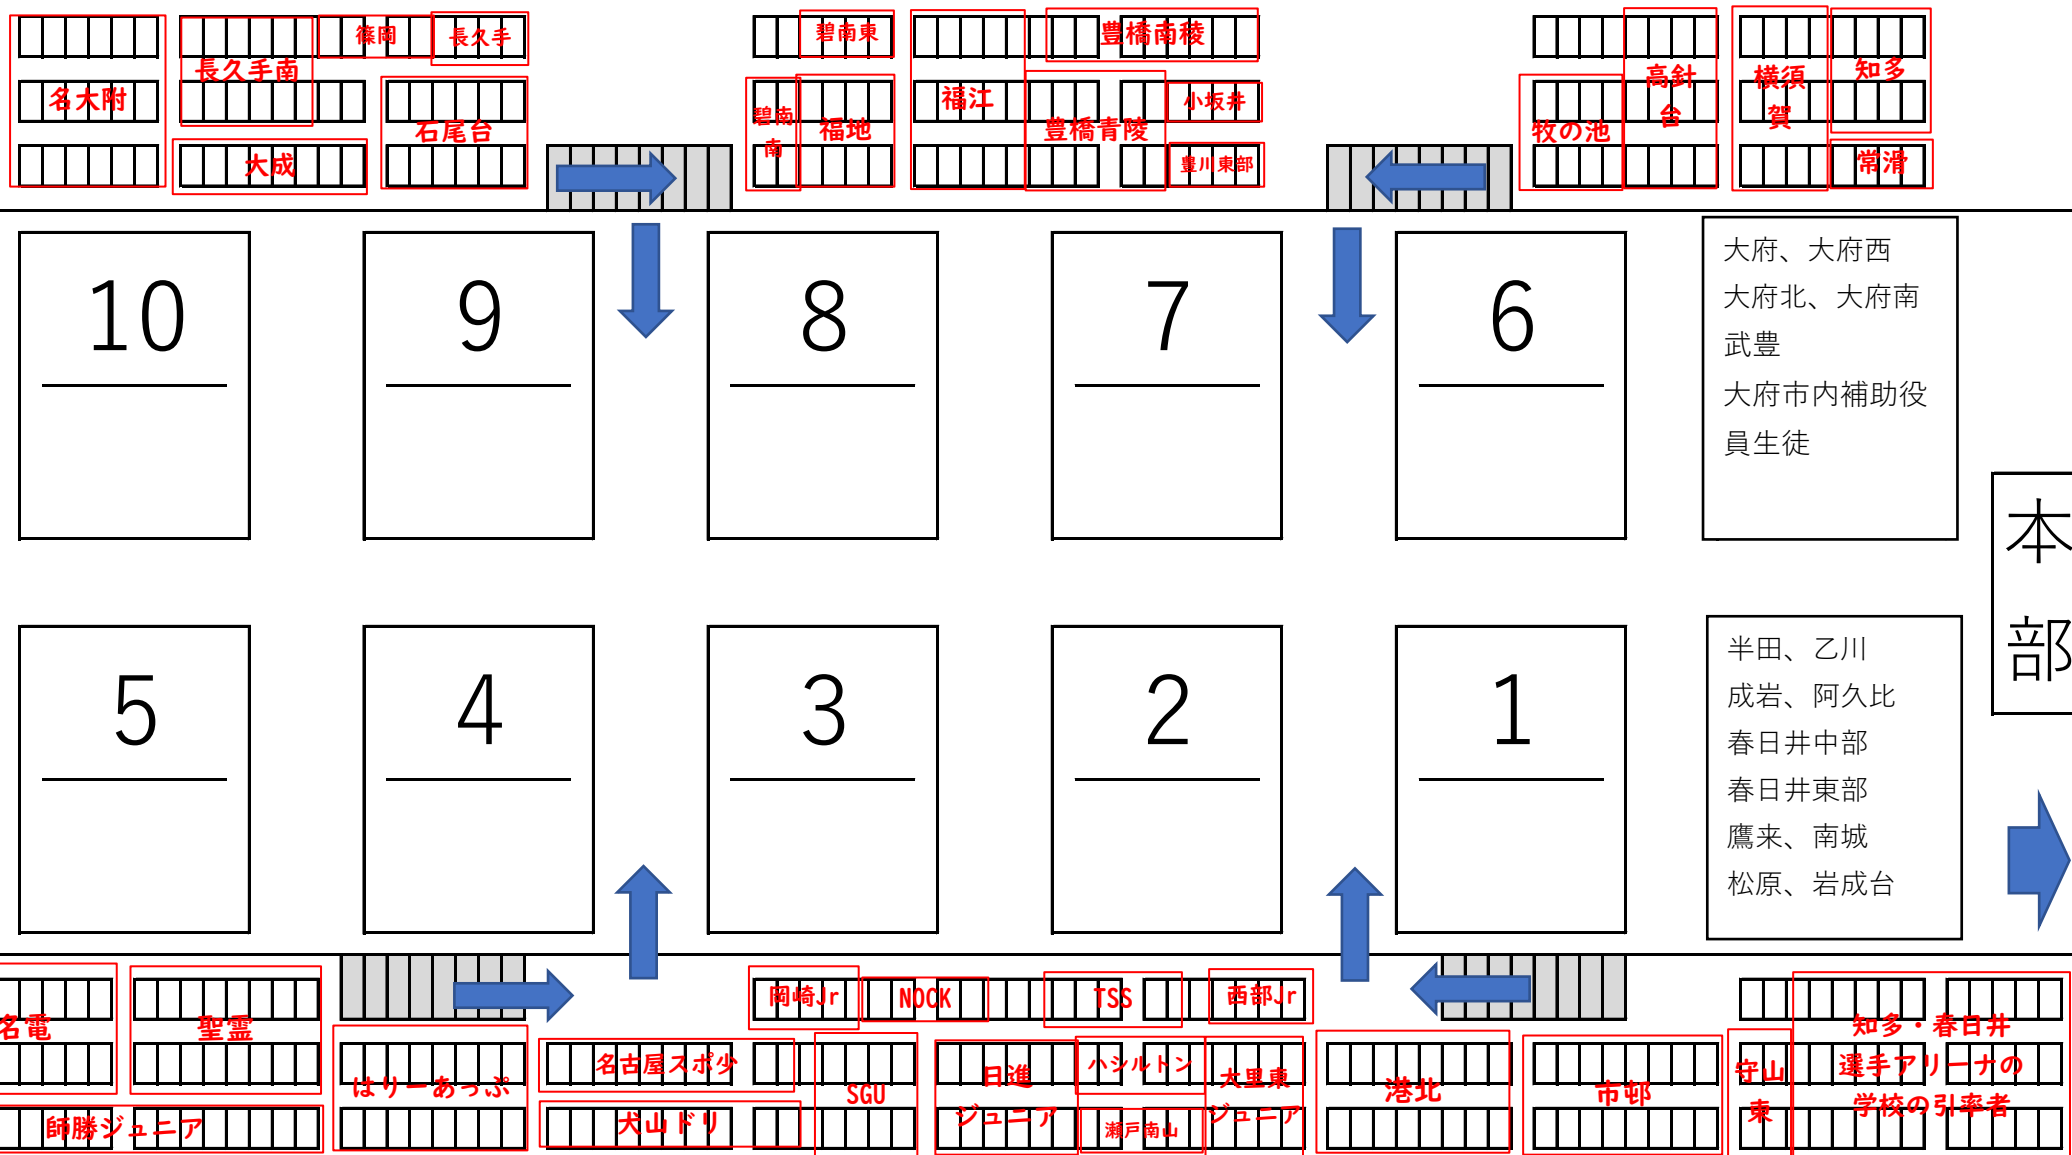 名大附
長久手南
篠岡
長久手
大成
石尾台
碧南東
碧南
南
福地
福江
豊橋南稜
豊橋青陵
小坂井
豊川東部
牧の池
高針
台
横須
賀
知多
常滑
10
9
8
7
6
大府、大府西
大府北、大府南
武豊
大府市内補助役
員生徒
本
部
5
4
3
2
1
半田、乙川
成岩、阿久比
春日井中部
春日井東部
鷹来、南城
松原、岩成台
名電
聖霊
師勝ジュニア
はりーあっぷ
名古屋スポ少
犬山ドリ
岡崎Jr
NOCK
TSS
西部Jr
SGU
日進
ジュニア
ハシルトン
瀬戸南山
大里東
ジュニア
港北
市邨
守山
東
知多・春日井
選手アリーナの
学校の引率者